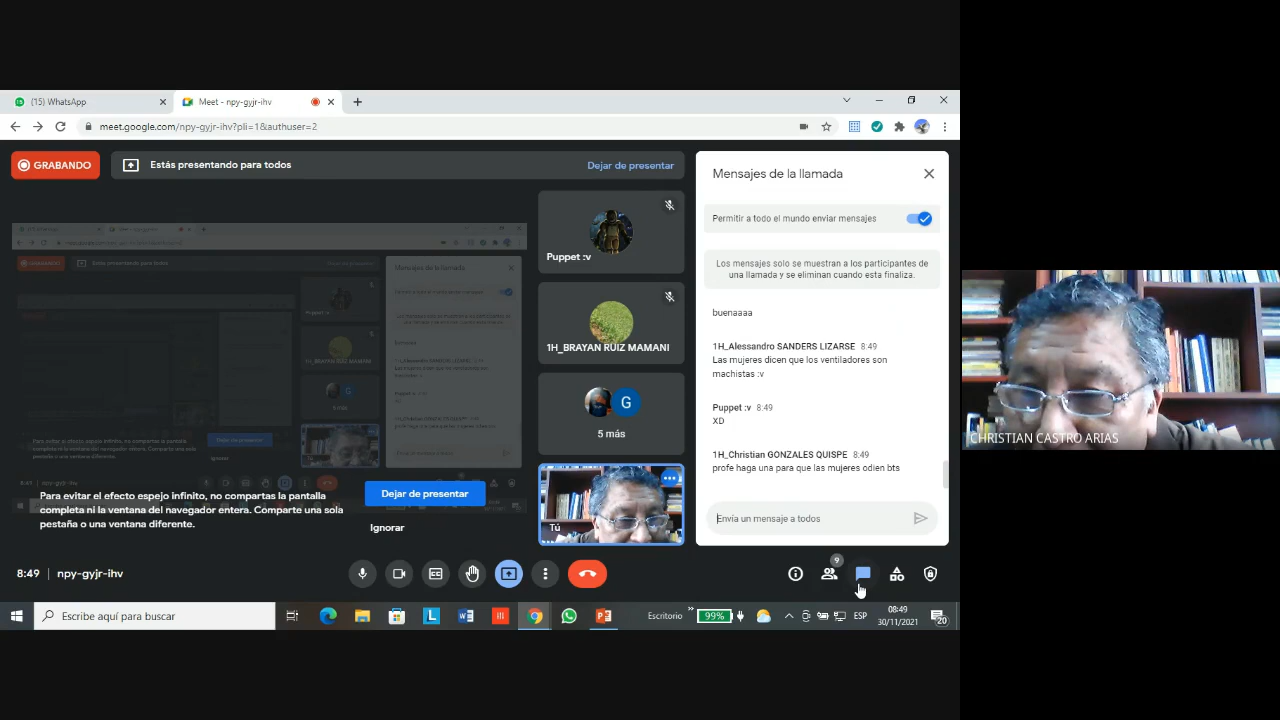 (15) WhatsApp
Meet - npy-gyjr-ihv
meet.google.com/npy-gyjr-ihv?pli=1&authuser=2
GRABANDO
Estás presentando para todos
Dejar de presentar
Puppet :v
1H_BRAYAN RUIZ MAMANI
G
5 más
Tú
Para evitar el efecto espejo infinito, no compartas la pantalla
completa ni la ventana del navegador entera. Comparte una sola
pestaña o una ventana diferente.
Dejar de presentar
Ignorar
Mensajes de la llamada
Permitir a todo el mundo enviar mensajes
Los mensajes solo se muestran a los participantes de
una llamada y se eliminan cuando esta finaliza.
buenaaaa
1H_Alessandro SANDERS LIZARSE 8:49
Las mujeres dicen que los ventiladores son
machistas :v
Puppet :v 8:49
XD
1H_Christian GONZALES QUISPE 8:49
profe haga una para que las mujeres odien bts
Envía un mensaje a todos
8:49 npy-gyjr-ihv
9
Escribe aquí para buscar
Escritorio
99%
ESP
08:49
30/11/2021
20
CHRISTIAN CASTRO ARIAS